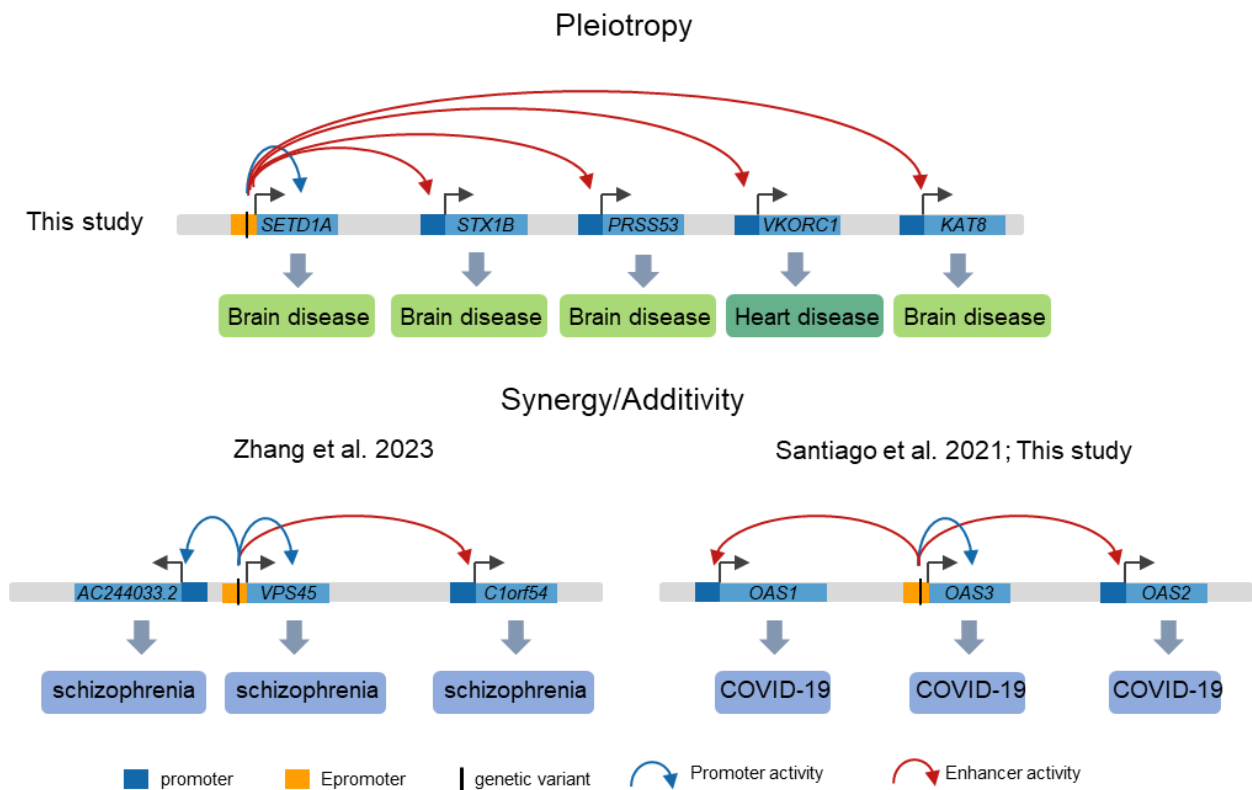 Pleiotropy
This study
SETD1A STX1B PRSS53 VKORC1 KAT8
Brain disease Brain disease Brain disease Heart disease Brain disease
Synergy/Additivity
Zhang et al. 2023
Santiago et al. 2021; This study
AC244033.2 VPS45 C1orf54
OAS1 OAS3 OAS2
schizophrenia schizophrenia schizophrenia
COVID-19 COVID-19 COVID-19
promoter Epromoter genetic variant Promoter activity Enhancer activity